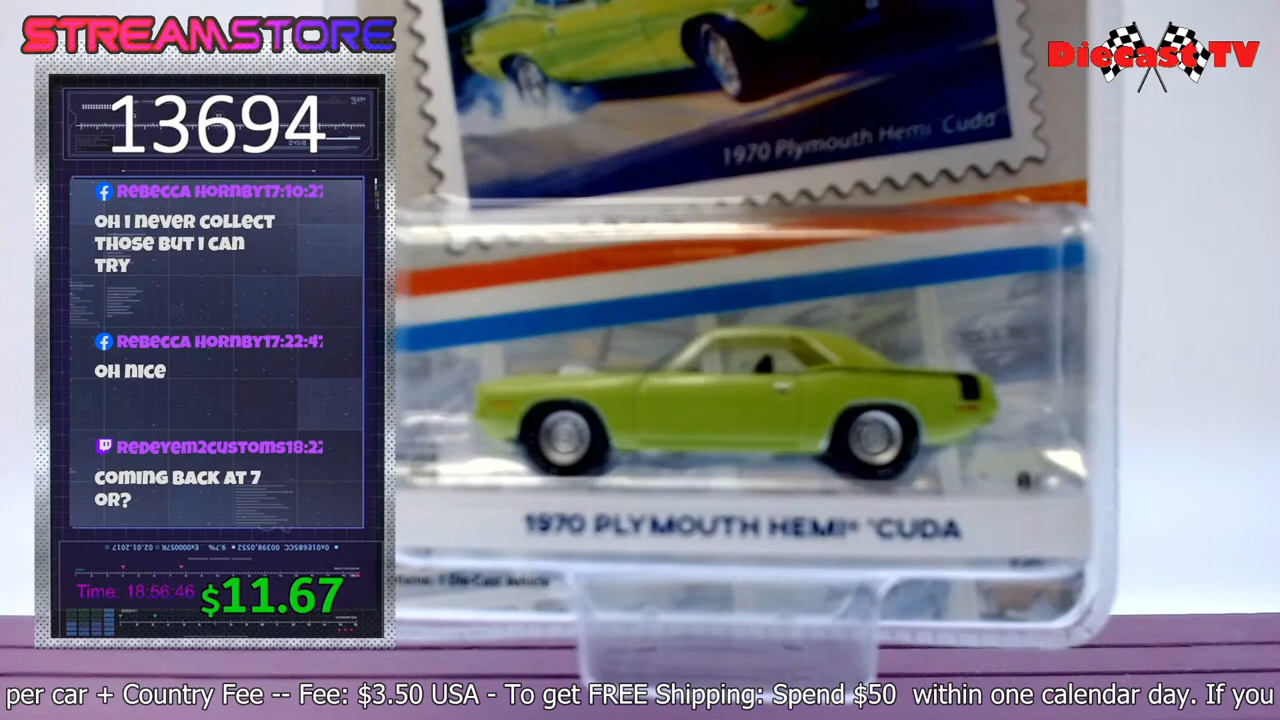 STREAMSTORE
Diecast TV
13694
Rebecca Hornby17:10:2
OH I NEVER COLLECT
THOSE BUT I CAN
TRY
Rebecca Hornby17:22:4
OH NICE
RedEyeM2Customs18:2
COMING BACK AT 7
OR?
Time: 18:56:46
$11.67
1970 Plymouth Hemi 'Cuda
1970 PLYMOUTH HEMI® 'CUDA
per car + Country Fee -- Fee: $3.50 USA - To get FREE Shipping: Spend $50 within one calendar day. If you